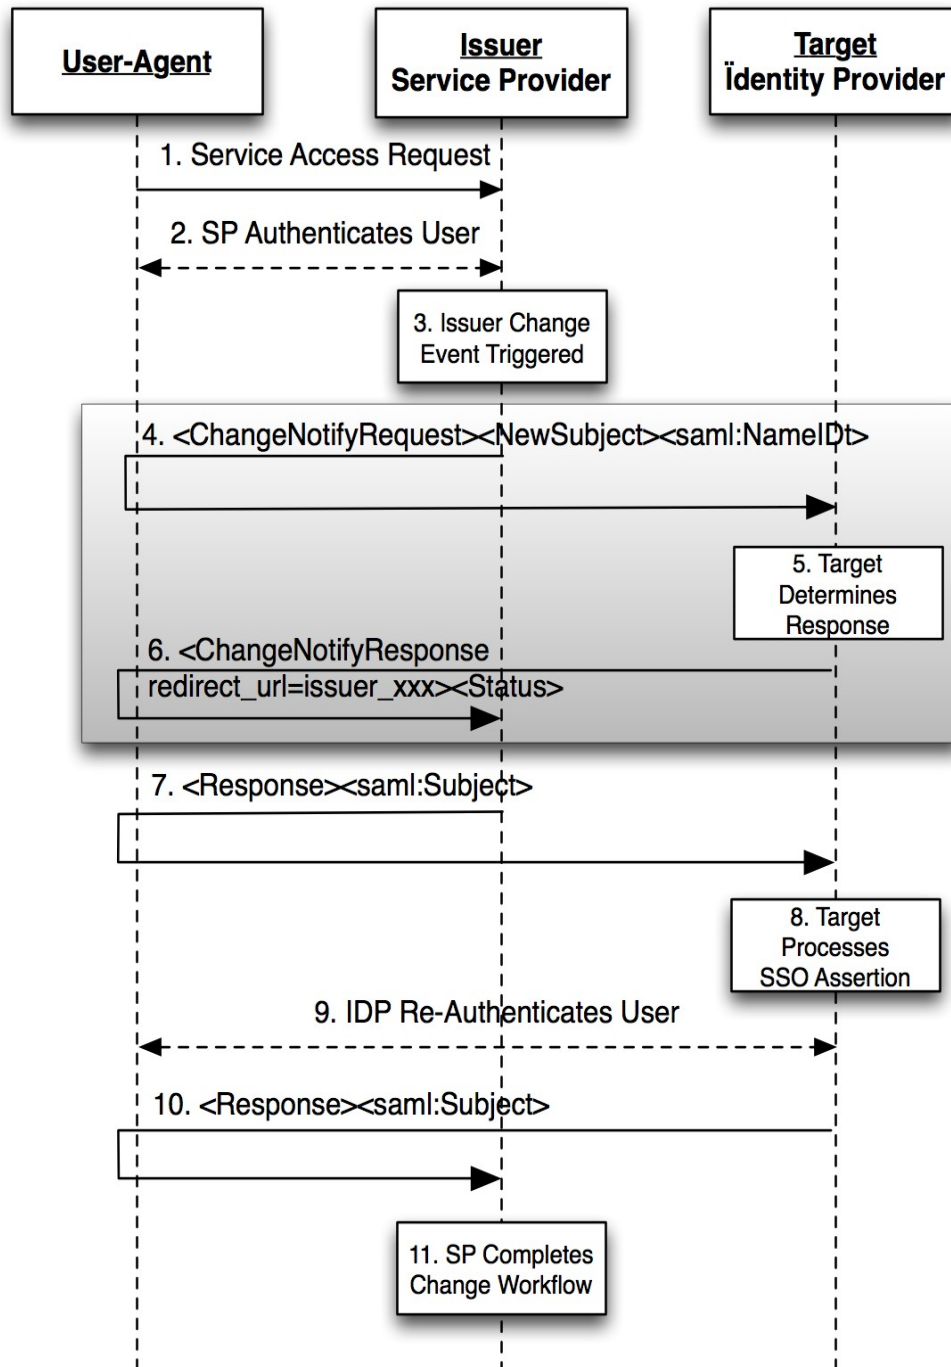 User-Agent
Issuer
Service Provider
Target
Ïdentity Provider
1. Service Access Request
2. SP Authenticates User
3. Issuer Change
Event Triggered
4. <ChangeNotifyRequest><NewSubject><saml:NameIDt>
5. Target
Determines
Response
6. <ChangeNotifyResponse
redirect_url=issuer_xxx><Status>
7. <Response><saml:Subject>
8. Target
Processes
SSO Assertion
9. IDP Re-Authenticates User
10. <Response><saml:Subject>
11. SP Completes
Change Workflow